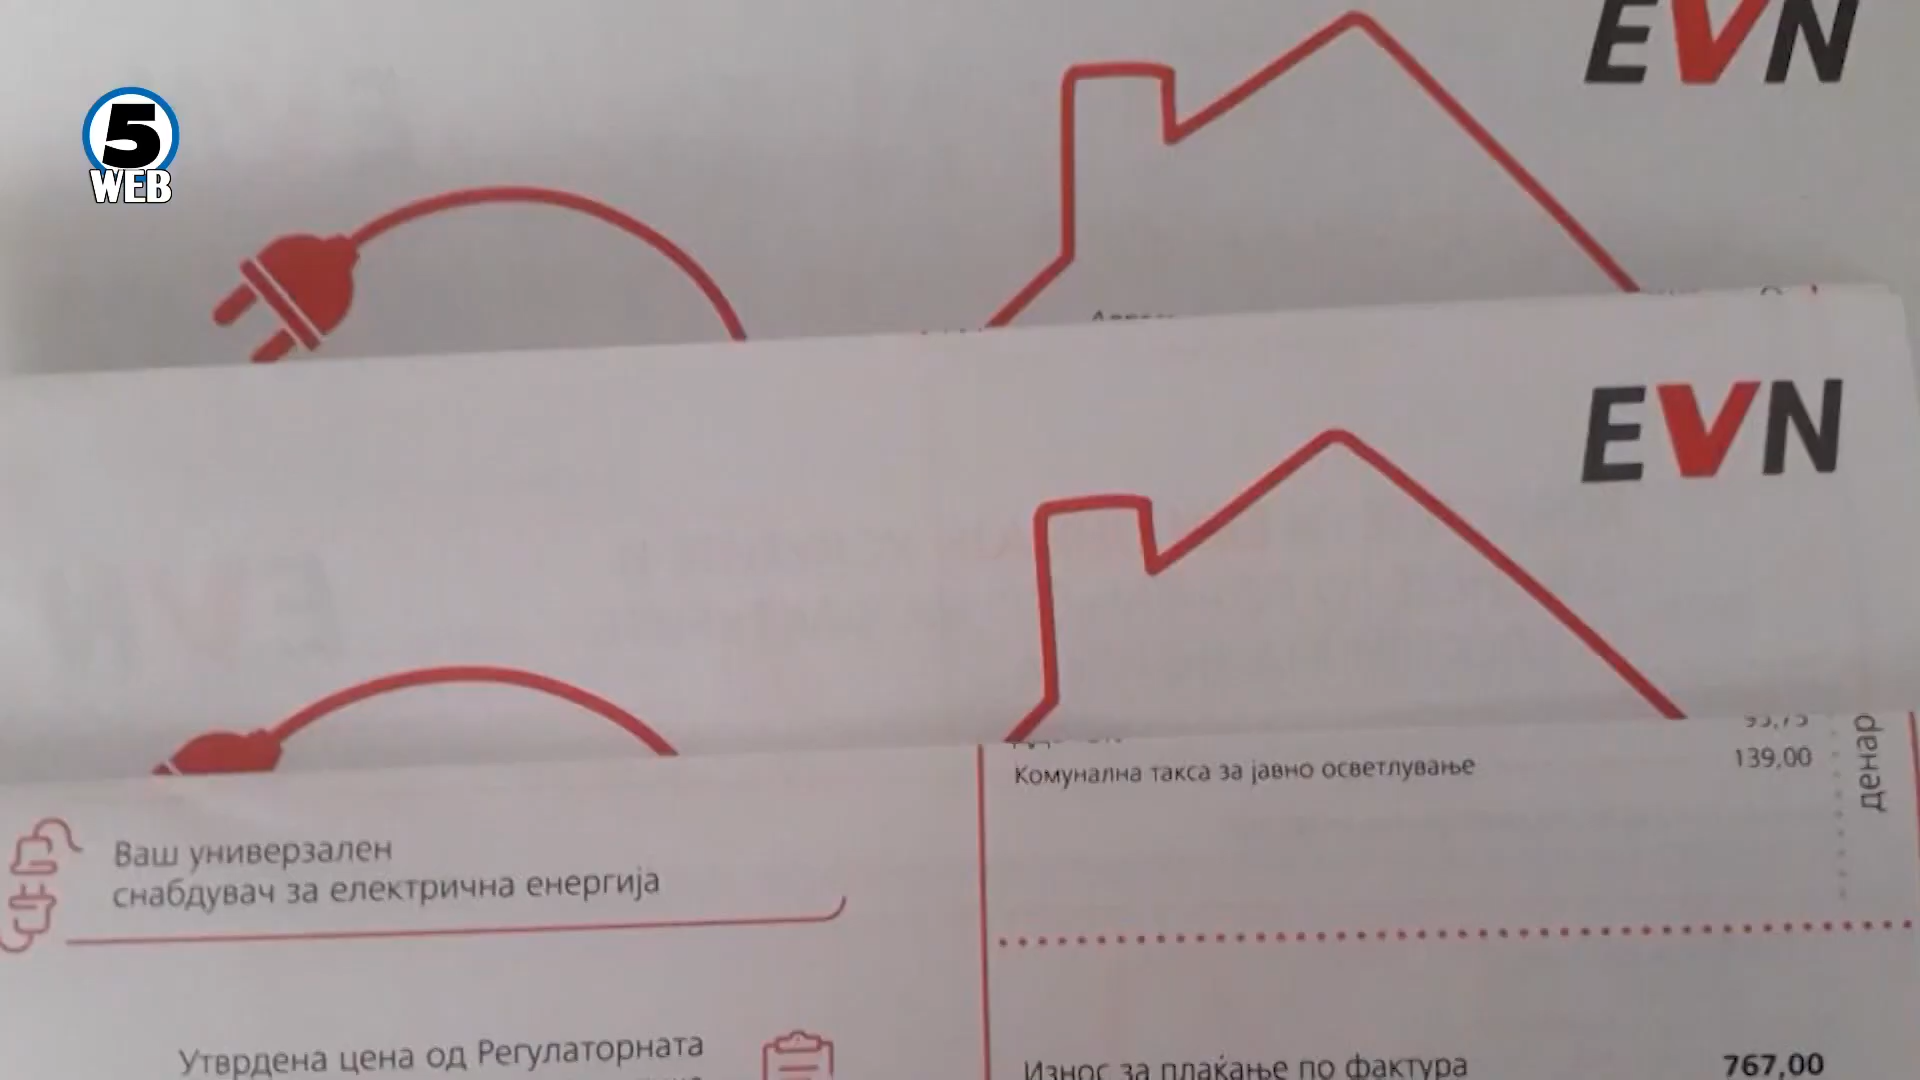 EVN
5
WEB
EVN
139,00
денар
Комунална такса за јавно осветлување
Ваш универзален
снабдувач за електрична енергија
Утврдена цена од Регулаторната
Износ за плаќање по фактура
767,00